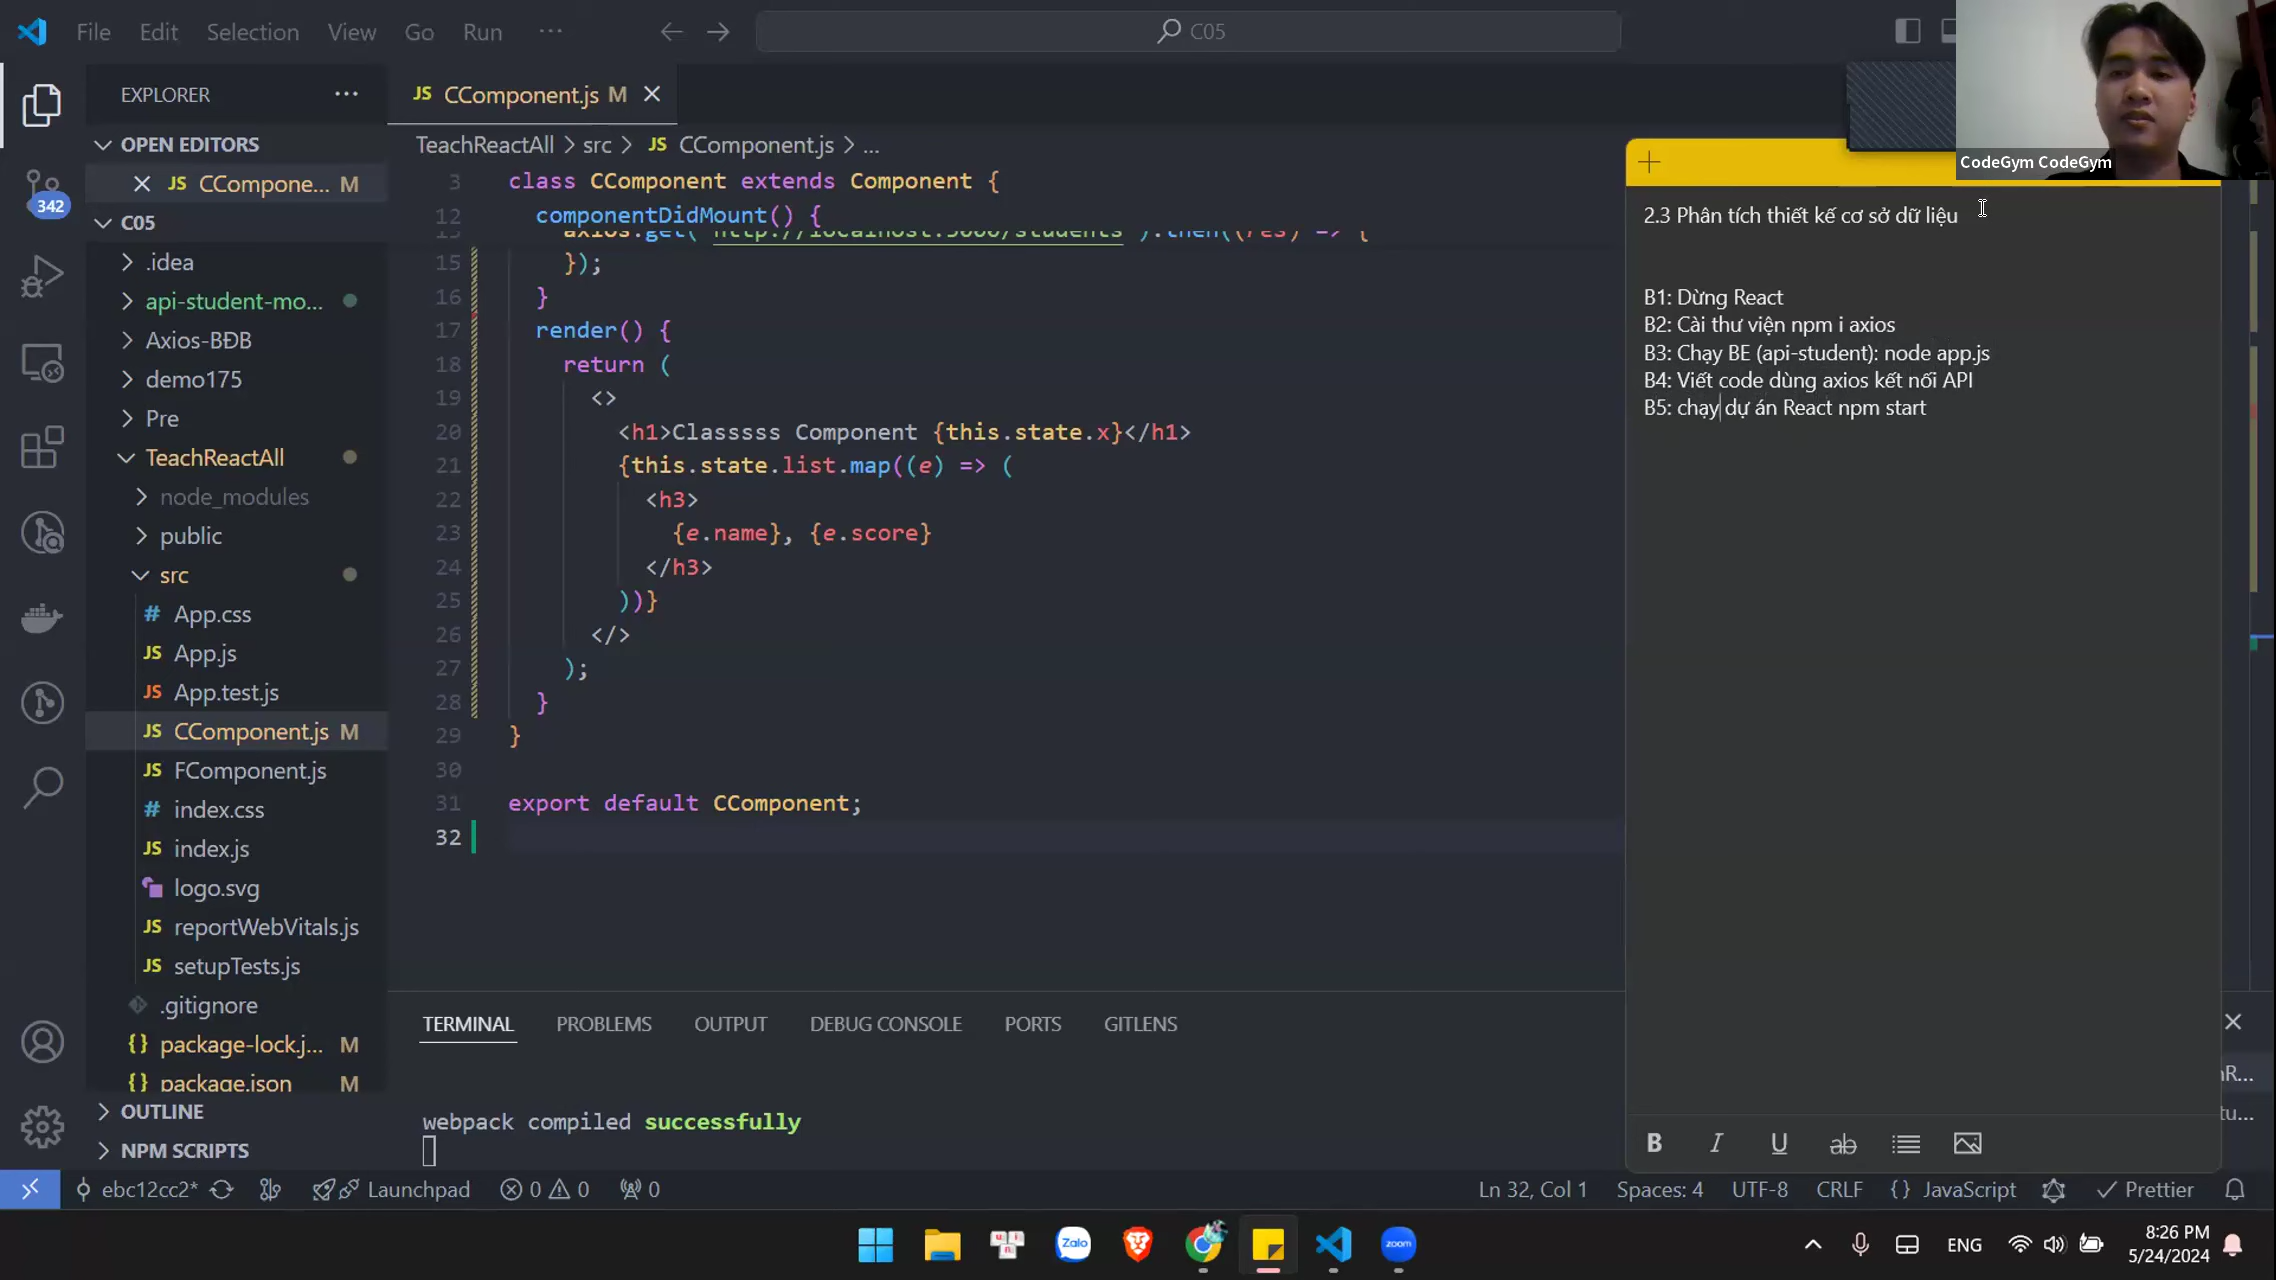 File Edit Selection View Go Run ···
C05
EXPLORER ···
OPEN EDITORS
JS CCompone... M
C05
.idea
api-student-mo...
Axios-BĐB
demo175
Pre
TeachReactAll
node_modules
public
src
# App.css
JS App.js
JS App.test.js
JS CComponent.js M
JS FComponent.js
# index.css
JS index.js
logo.svg
JS reportWebVitals.js
JS setupTests.js
.gitignore
{} package-lock.j... M
{} package.json M
OUTLINE
NPM SCRIPTS
342
JS CComponent.js M
TeachReactAll > src > JS CComponent.js > ...
3 class CComponent extends Component {
12 componentDidMount() {
axios.get("http://localhost:5000/students").then((res) => {
15 });
16 }
17 render() {
18 return (
19 <>
20 <h1>Classsss Component {this.state.x}</h1>
21 {this.state.list.map((e) => (
22 <h3>
23 {e.name}, {e.score}
24 </h3>
25 ))}
26 </>
27 );
28 }
29 }
30
31 export default CComponent;
32
TERMINAL PROBLEMS OUTPUT DEBUG CONSOLE PORTS GITLENS
webpack compiled successfully
CodeGym CodeGym
2.3 Phân tích thiết kế cơ sở dữ liệu
B1: Dừng React
B2: Cài thư viện npm i axios
B3: Chạy BE (api-student): node app.js
B4: Viết code dùng axios kết nối API
B5: chạy dự án React npm start
B I U ab
ebc12cc2* Launchpad 0 0 0
Ln 32, Col 1 Spaces: 4 UTF-8 CRLF {} JavaScript Prettier
Zalo
zoom
ENG
8:26 PM
5/24/2024